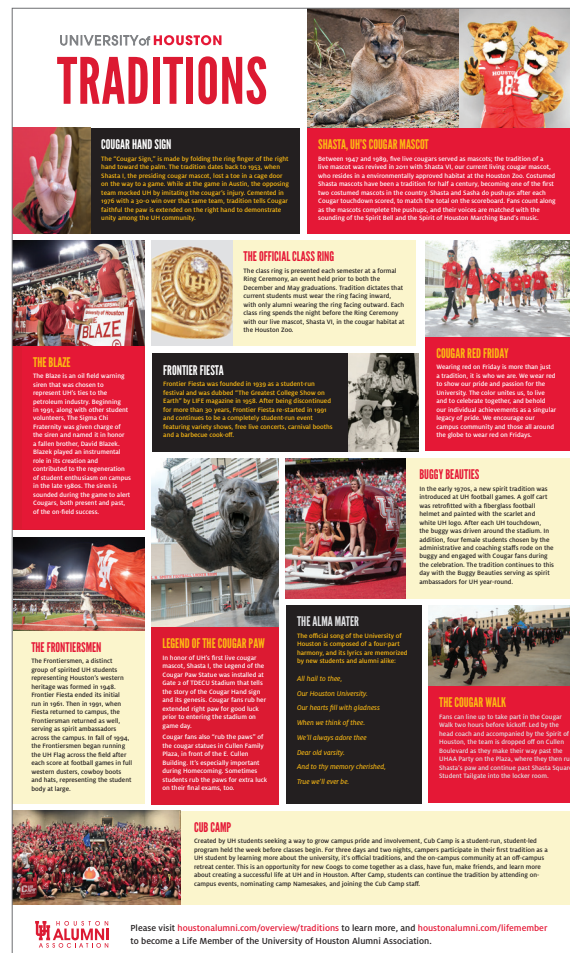 UNIVERSITY of HOUSTON
TRADITIONS
HOUSTON
18
COUGAR HAND SIGN
The "Cougar Sign," is made by folding the ring finger of the right
hand toward the palm. The tradition dates back to 1953, when
Shasta I, the presiding cougar mascot, lost a toe in a cage door
on the way to a game. While at the game in Austin, the opposing
team mocked UH by imitating the cougar's injury. Cemented in
1976 with a 30-0 win over that same team, tradition tells Cougar
faithful the paw is extended on the right hand to demonstrate
unity among the UH community.
SHASTA, UH'S COUGAR MASCOT
Between 1947 and 1989, five live cougars served as mascots; the tradition of a
live mascot was revived in 2011 with Shasta VI, our current living cougar mascot,
who resides in a environmentally approved habitat at the Houston Zoo. Costumed
Shasta mascots have been a tradition for half a century, becoming one of the first
two costumed mascots in the country. Shasta and Sasha do pushups after each
Cougar touchdown scored, to match the total on the scoreboard. Fans count along
as the mascots complete the pushups, and their voices are matched with the
sounding of the Spirit Bell and the Spirit of Houston Marching Band's music.
University of Houston
BLAZE
THE BLAZE
The Blaze is an oil field warning
siren that was chosen to
represent UH's ties to the
petroleum industry. Beginning
in 1991, along with other student
volunteers, The Sigma Chi
Fraternity was given charge of
the siren and named it in honor
a fallen brother, David Blazek.
Blazek played an instrumental
role in its creation and
contributed to the regeneration
of student enthusiasm on campus
in the late 1980s. The siren is
sounded during the game to alert
Cougars, both present and past,
of the on-field success.
THE OFFICIAL CLASS RING
The class ring is presented each semester at a formal
Ring Ceremony, an event held prior to both the
December and May graduations. Tradition dictates that
current students must wear the ring facing inward,
with only alumni wearing the ring facing outward. Each
class ring spends the night before the Ring Ceremony
with our live mascot, Shasta VI, in the cougar habitat at
the Houston Zoo.
FRONTIER FIESTA
Frontier Fiesta was founded in 1939 as a student-run
festival and was dubbed "The Greatest College Show on
Earth" by LIFE magazine in 1958. After being discontinued
for more than 30 years, Frontier Fiesta re-started in 1991
and continues to be a completely student-run event
featuring variety shows, free live concerts, carnival booths
and a barbecue cook-off.
COUGAR RED FRIDAY
Wearing red on Friday is more than just
a tradition, it is who we are. We wear red
to show our pride and passion for the
University. The color unites us, to live
and to celebrate together, and behold
our individual achievements as a singular
legacy of pride. We encourage our
campus community and those all around
the globe to wear red on Fridays.
BUGGY BEAUTIES
In the early 1970s, a new spirit tradition was
introduced at UH football games. A golf cart
was retrofitted with a fiberglass football
helmet and painted with the scarlet and
white UH logo. After each UH touchdown,
the buggy was driven around the stadium. In
addition, four female students chosen by the
administrative and coaching staffs rode on the
buggy and engaged with Cougar fans during
the celebration. The tradition continues to this
day with the Buggy Beauties serving as spirit
ambassadors for UH year-round.
THE FRONTIERSMEN
The Frontiersmen, a distinct
group of spirited UH students
representing Houston's western
heritage was formed in 1948.
Frontier Fiesta ended its initial
run in 1961. Then in 1991, when
Fiesta returned to campus, the
Frontiersman returned as well,
serving as spirit ambassadors
across the campus. In fall of 1994,
the Frontiersmen began running
the UH Flag across the field after
each score at football games in full
western dusters, cowboy boots
and hats, representing the student
body at large.
LEGEND OF THE COUGAR PAW
In honor of UH's first live cougar
mascot, Shasta I, the Legend of the
Cougar Paw Statue was installed at
Gate 2 of TDECU Stadium that tells
the story of the Cougar Hand sign
and its genesis. Cougar fans rub her
extended right paw for good luck
prior to entering the stadium on
game day.
Cougar fans also "rub the paws" of
the cougar statues in Cullen Family
Plaza, in front of the E. Cullen
Building. It's especially important
during Homecoming. Sometimes
students rub the paws for extra luck
on their final exams, too.
THE ALMA MATER
The official song of the University of
Houston is composed of a four-part
harmony, and its lyrics are memorized
by new students and alumni alike:
All hail to thee,
Our Houston University.
Our hearts fill with gladness
When we think of thee.
We'll always adore thee
Dear old varsity.
And to thy memory cherished,
True we'll ever be.
THE COUGAR WALK
Fans can line up to take part in the Cougar
Walk two hours before kickoff. Led by the
head coach and accompanied by the Spirit of
Houston, the team is dropped off on Cullen
Boulevard as they make their way past the
UHAA Party on the Plaza, where they then ru
Shasta's paw and continue past Shasta Squar
Student Tailgate into the locker room.
CUB CAMP
Created by UH students seeking a way to grow campus pride and involvement, Cub Camp is a student-run, student-led
program held the week before classes begin. For three days and two nights, campers participate in their first tradition as a
UH student by learning more about the university, it's official traditions, and the on-campus community at an off-campus
retreat center. This is an opportunity for new Coogs to come together as a class, have fun, make friends, and learn more
about creating a successful life at UH and in Houston. After Camp, students can continue the tradition by attending on-
campus events, nominating camp Namesakes, and joining the Cub Camp staff.
HOUSTON
ALUMNI
ASSOCIATION
Please visit houstonalumni.com/overview/traditions to learn more, and houstonalumni.com/lifemember
to become a Life Member of the University of Houston Alumni Association.